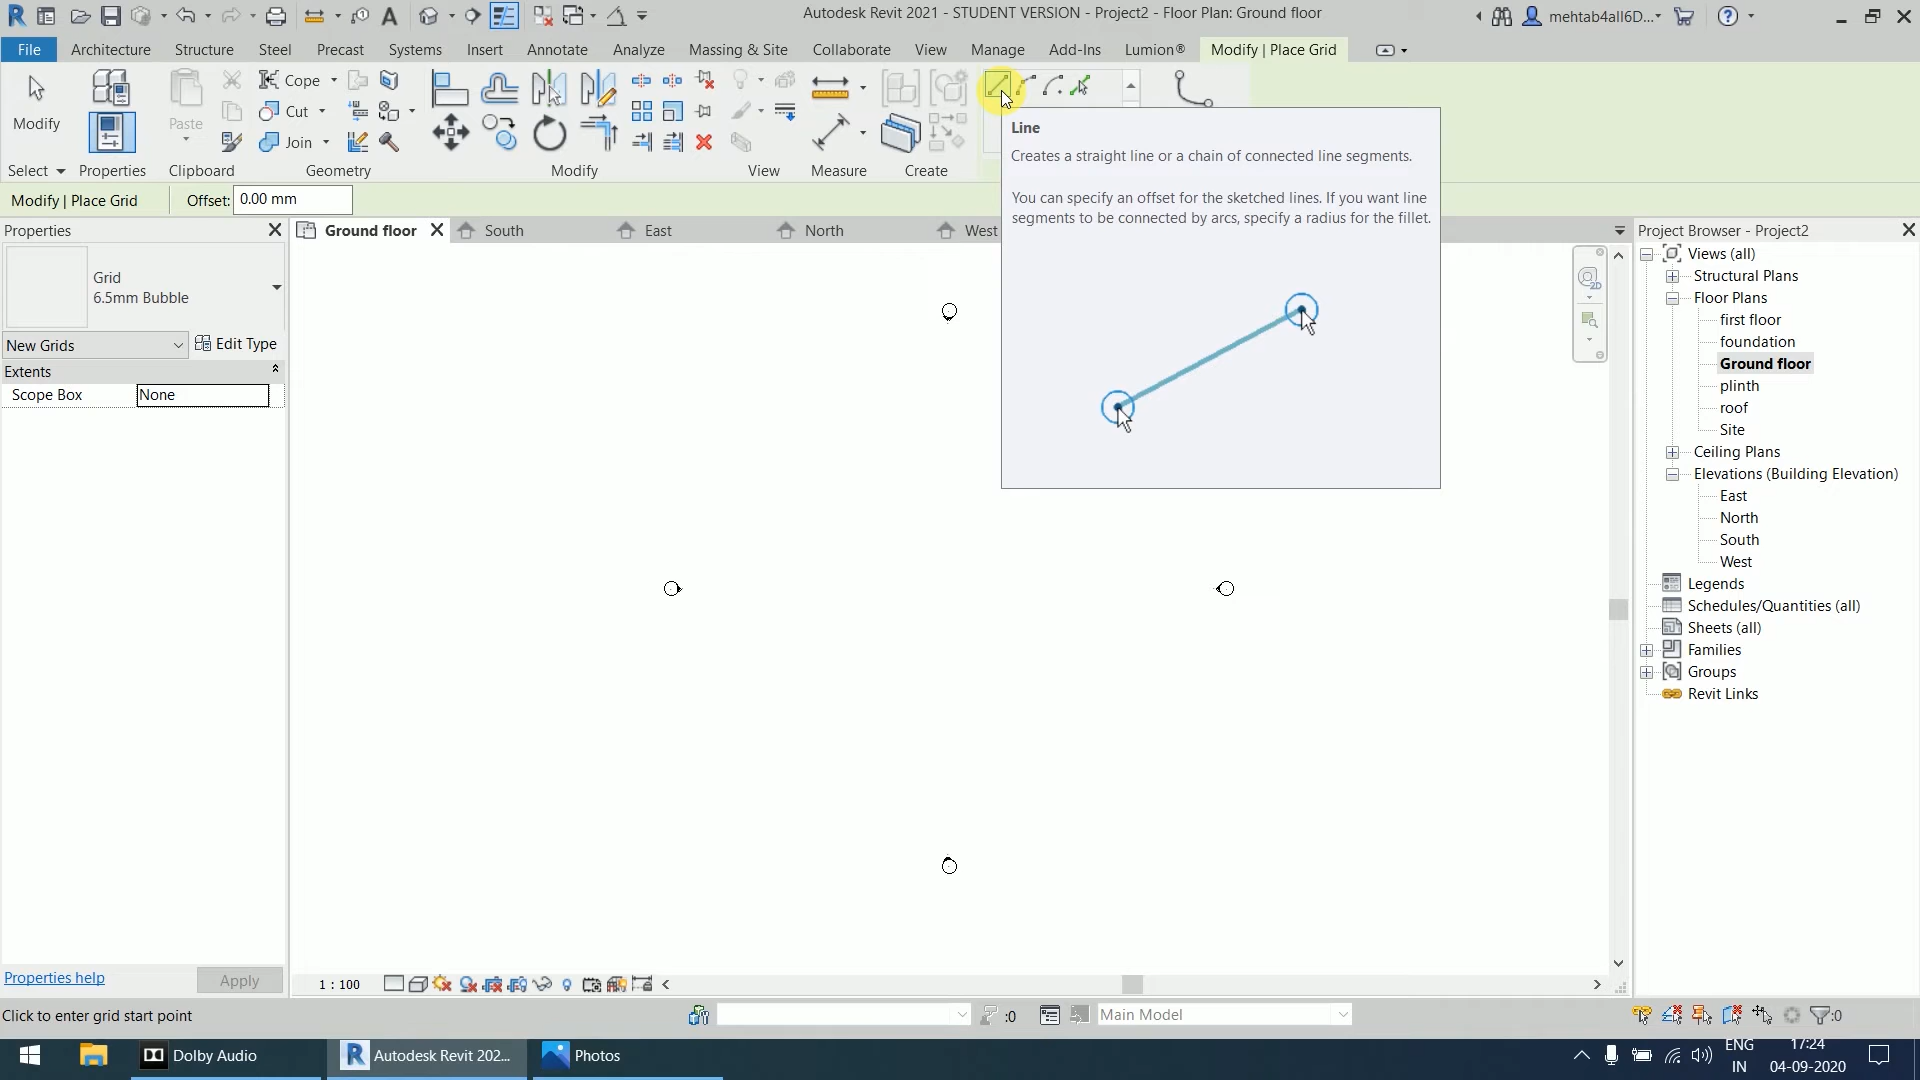 Autodesk Revit 2021 - STUDENT VERSION - Project2 - Floor Plan: Ground floor
mehtab4all6D...
File Architecture Structure Steel Precast Systems Insert Annotate Analyze Massing & Site Collaborate View Manage Add-Ins Lumion® Modify | Place Grid
Cope
Modify
Paste
Cut
Join
Select Properties Clipboard Geometry Modify View Measure Create
Line
Creates a straight line or a chain of connected line segments.
You can specify an offset for the sketched lines. If you want line
segments to be connected by arcs, specify a radius for the fillet.
Modify | Place Grid Offset: 0.00 mm
Properties
Ground floor South East North West
Grid
6.5mm Bubble
New Grids Edit Type
Extents
Scope Box None
Properties help Apply
Project Browser - Project2
Views (all)
Structural Plans
Floor Plans
first floor
foundation
Ground floor
plinth
roof
Site
Ceiling Plans
Elevations (Building Elevation)
East
North
South
West
Legends
Schedules/Quantities (all)
Sheets (all)
Families
Groups
Revit Links
2D
1 : 100
Click to enter grid start point
:0
Main Model
:0
Dolby Audio
Autodesk Revit 202...
Photos
ENG
IN
17:24
04-09-2020